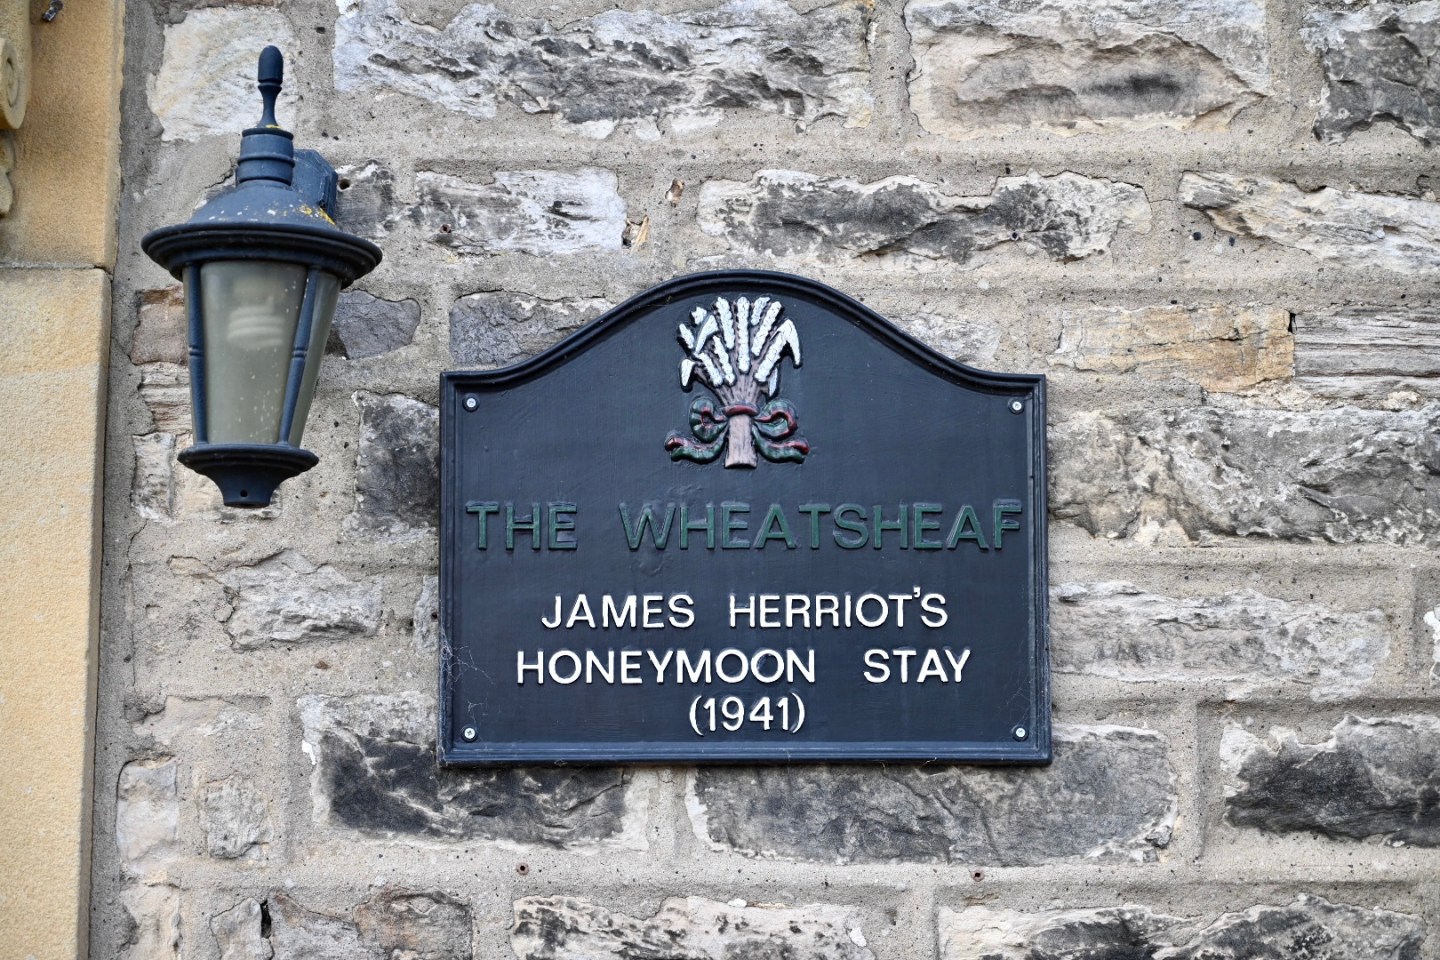 THE WHEATSHEAF
JAMES HERRIOT'S
HONEYMOON STAY
(1941)